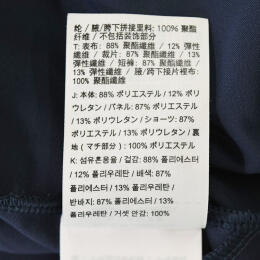 纶 / 腋/胯下拼接里料: 100% 聚酯
纤维 / 不包括装饰部分
T: 表布: 88% 聚酯纖維 / 12% 彈性
纖維 / 裁片: 87% 聚酯纖維 / 13%
彈性纖維 / 短褲: 87% 聚酯纖維 /
13% 彈性纖維 / 腋/胯下接片裡布:
100% 聚酯纖維
J: 本体: 88% ポリエステル / 12% ポ
リウレタン / パネル: 87% ポリエステル
/ 13% ポリウレタン / ショーツ: 87%
ポリエステル / 13% ポリウレタン / 裏
地 (マチ部分): 100% ポリエステル
K: 섬유혼용율 / 겉감: 88% 폴리에스터
/ 12% 폴리우레탄 / 배색: 87%
폴리에스터 / 13% 폴리우레탄 /
반바지: 87% 폴리에스터 / 13%
폴리우레탄 / 거셋 안감: 100%